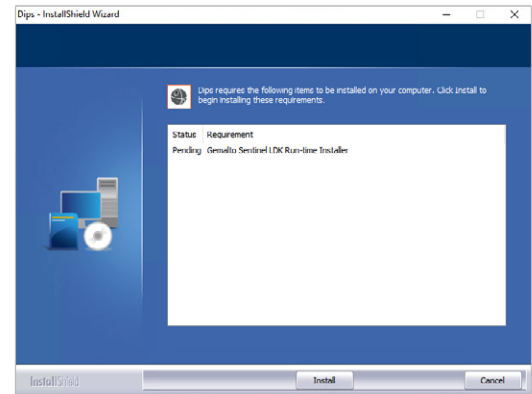 Dips - InstallShield Wizard
Dips requires the following items to be installed on your computer. Click Install to
begin installing these requirements.
Status Requirement
Pending Gemalto Sentinel LDK Run-time Installer
InstallShield
Install
Cancel